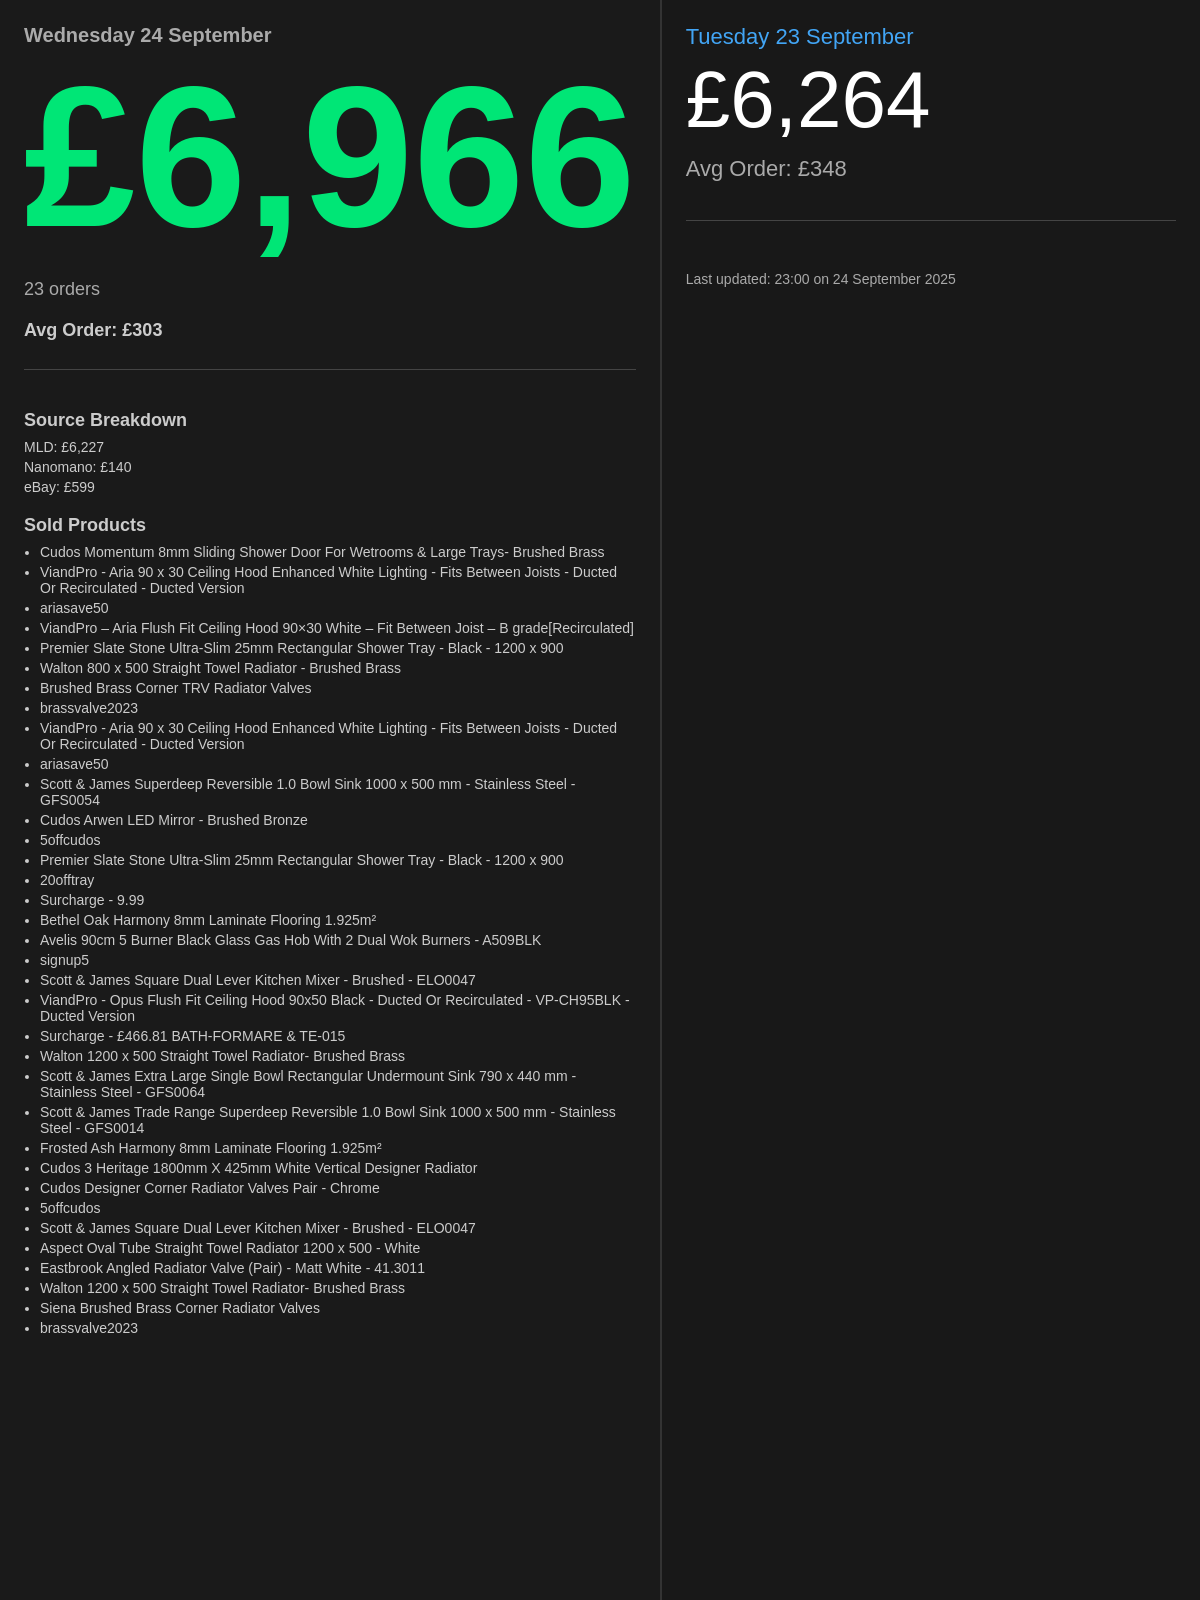 Wednesday 24 September
£6,966
23 orders
Avg Order: £303
Source Breakdown
MLD: £6,227
Nanomano: £140
eBay: £599
Sold Products
• Cudos Momentum 8mm Sliding Shower Door For Wetrooms & Large Trays- Brushed Brass
• ViandPro - Aria 90 x 30 Ceiling Hood Enhanced White Lighting - Fits Between Joists - Ducted
Or Recirculated - Ducted Version
• ariasave50
• ViandPro – Aria Flush Fit Ceiling Hood 90×30 White – Fit Between Joist – B grade[Recirculated]
• Premier Slate Stone Ultra-Slim 25mm Rectangular Shower Tray - Black - 1200 x 900
• Walton 800 x 500 Straight Towel Radiator - Brushed Brass
• Brushed Brass Corner TRV Radiator Valves
• brassvalve2023
• ViandPro - Aria 90 x 30 Ceiling Hood Enhanced White Lighting - Fits Between Joists - Ducted
Or Recirculated - Ducted Version
• ariasave50
• Scott & James Superdeep Reversible 1.0 Bowl Sink 1000 x 500 mm - Stainless Steel -
GFS0054
• Cudos Arwen LED Mirror - Brushed Bronze
• 5offcudos
• Premier Slate Stone Ultra-Slim 25mm Rectangular Shower Tray - Black - 1200 x 900
• 20offtray
• Surcharge - 9.99
• Bethel Oak Harmony 8mm Laminate Flooring 1.925m²
• Avelis 90cm 5 Burner Black Glass Gas Hob With 2 Dual Wok Burners - A509BLK
• signup5
• Scott & James Square Dual Lever Kitchen Mixer - Brushed - ELO0047
• ViandPro - Opus Flush Fit Ceiling Hood 90x50 Black - Ducted Or Recirculated - VP-CH95BLK -
Ducted Version
• Surcharge - £466.81 BATH-FORMARE & TE-015
• Walton 1200 x 500 Straight Towel Radiator- Brushed Brass
• Scott & James Extra Large Single Bowl Rectangular Undermount Sink 790 x 440 mm -
Stainless Steel - GFS0064
• Scott & James Trade Range Superdeep Reversible 1.0 Bowl Sink 1000 x 500 mm - Stainless
Steel - GFS0014
• Frosted Ash Harmony 8mm Laminate Flooring 1.925m²
• Cudos 3 Heritage 1800mm X 425mm White Vertical Designer Radiator
• Cudos Designer Corner Radiator Valves Pair - Chrome
• 5offcudos
• Scott & James Square Dual Lever Kitchen Mixer - Brushed - ELO0047
• Aspect Oval Tube Straight Towel Radiator 1200 x 500 - White
• Eastbrook Angled Radiator Valve (Pair) - Matt White - 41.3011
• Walton 1200 x 500 Straight Towel Radiator- Brushed Brass
• Siena Brushed Brass Corner Radiator Valves
• brassvalve2023
Tuesday 23 September
£6,264
Avg Order: £348
Last updated: 23:00 on 24 September 2025